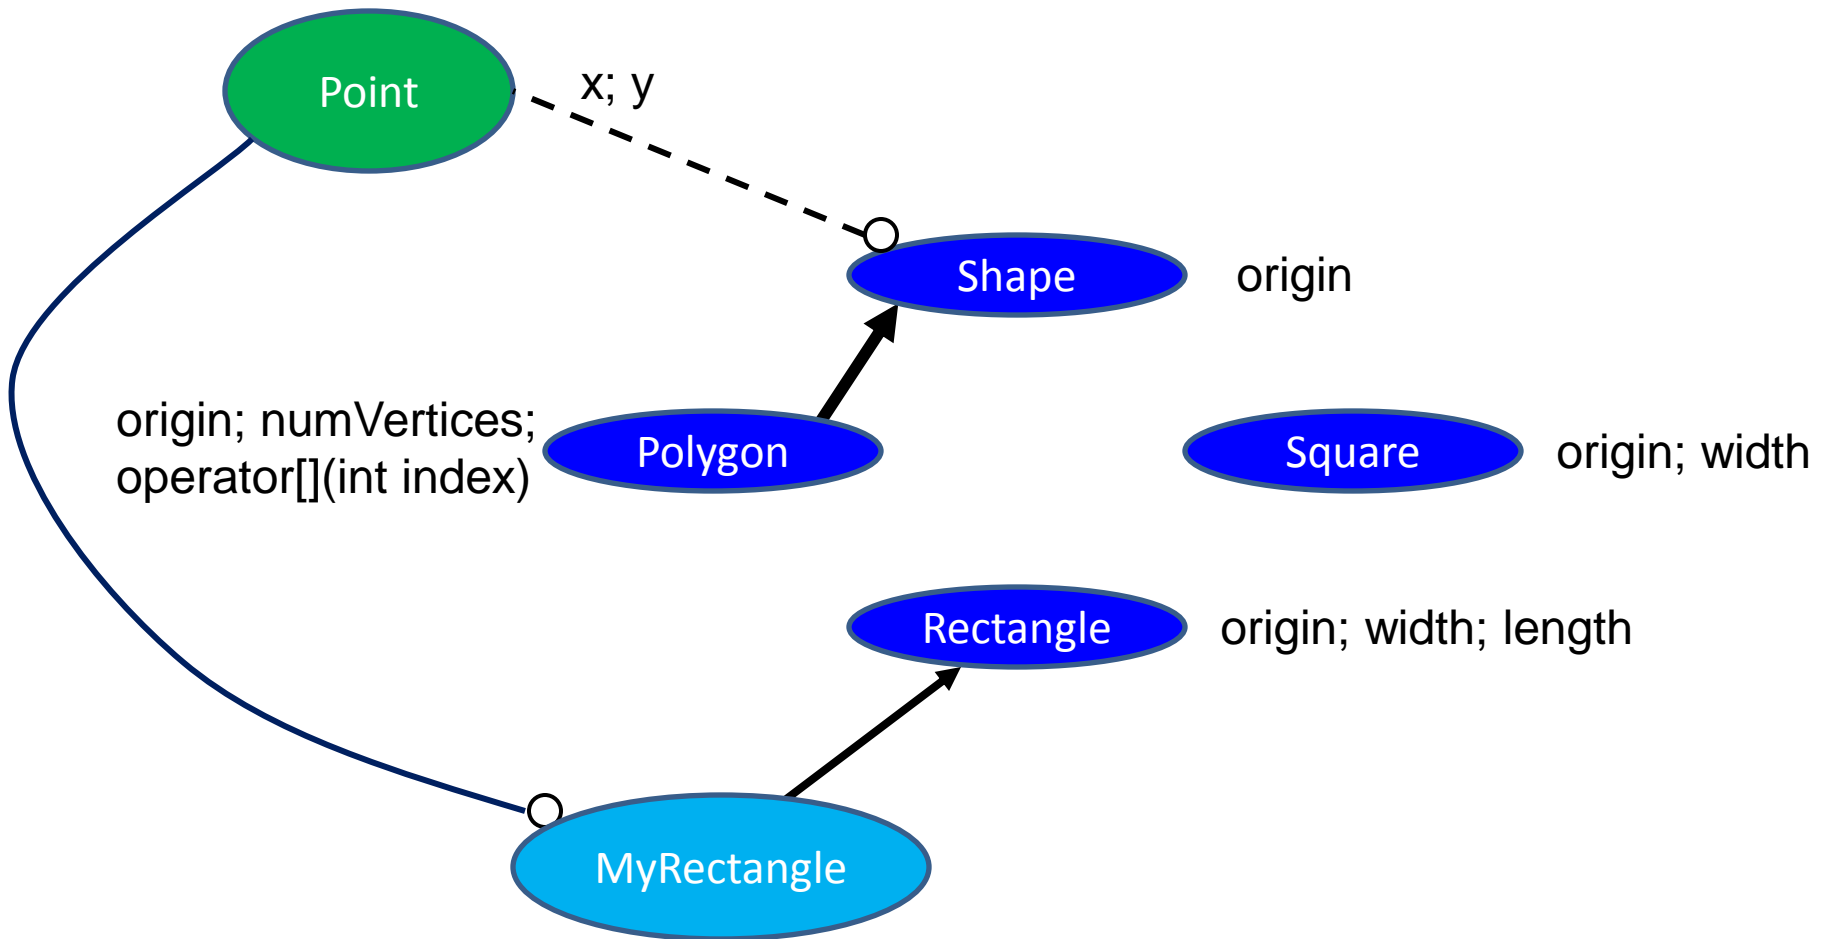 Point
x; y
Shape
origin
origin; numVertices;
operator[](int index)
Polygon
Square
origin; width
Rectangle
origin; width; length
MyRectangle